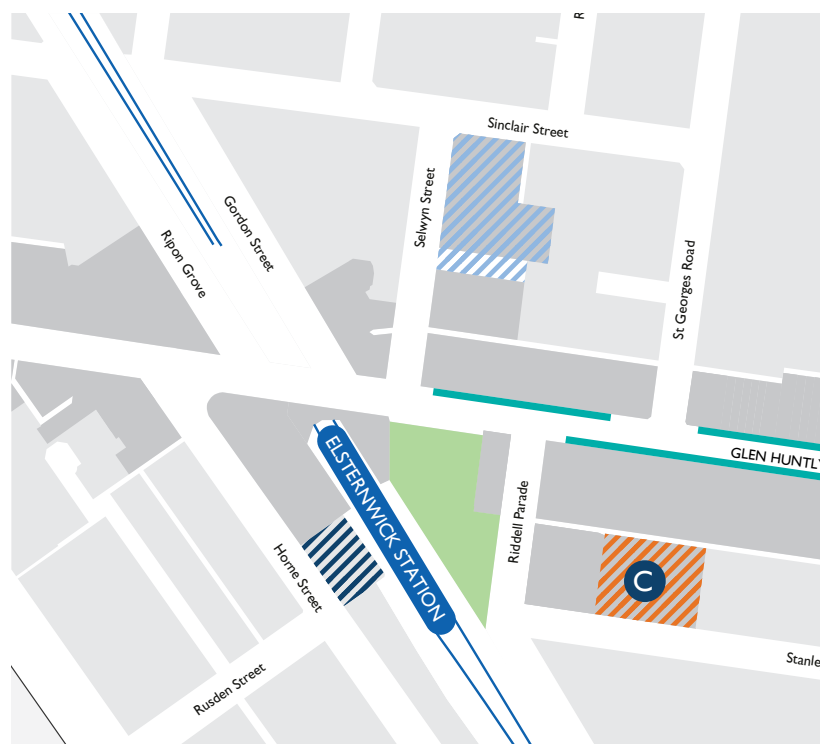 R
Sinclair Street
Selwyn Street
Gordon Street
Ripon Grove
St Georges Road
GLEN HUNTL
ELSTERNWICK STATION
Riddell Parade
C
Horne Street
Stanle
Rusden Street